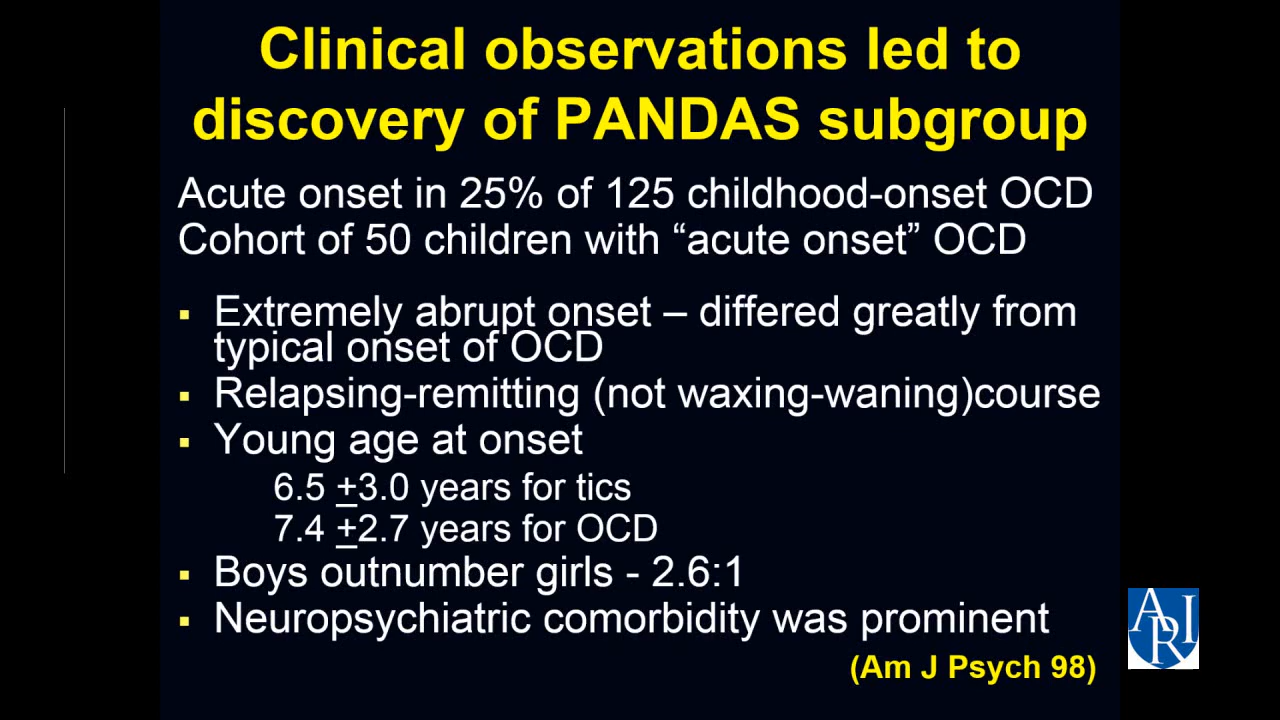 Clinical observations led to
discovery of PANDAS subgroup
Acute onset in 25% of 125 childhood-onset OCD
Cohort of 50 children with “acute onset” OCD
▪ Extremely abrupt onset – differed greatly from
typical onset of OCD
▪ Relapsing-remitting (not waxing-waning)course
▪ Young age at onset
6.5 ±3.0 years for tics
7.4 ±2.7 years for OCD
▪ Boys outnumber girls - 2.6:1
▪ Neuropsychiatric comorbidity was prominent
(Am J Psych 98)
ARI